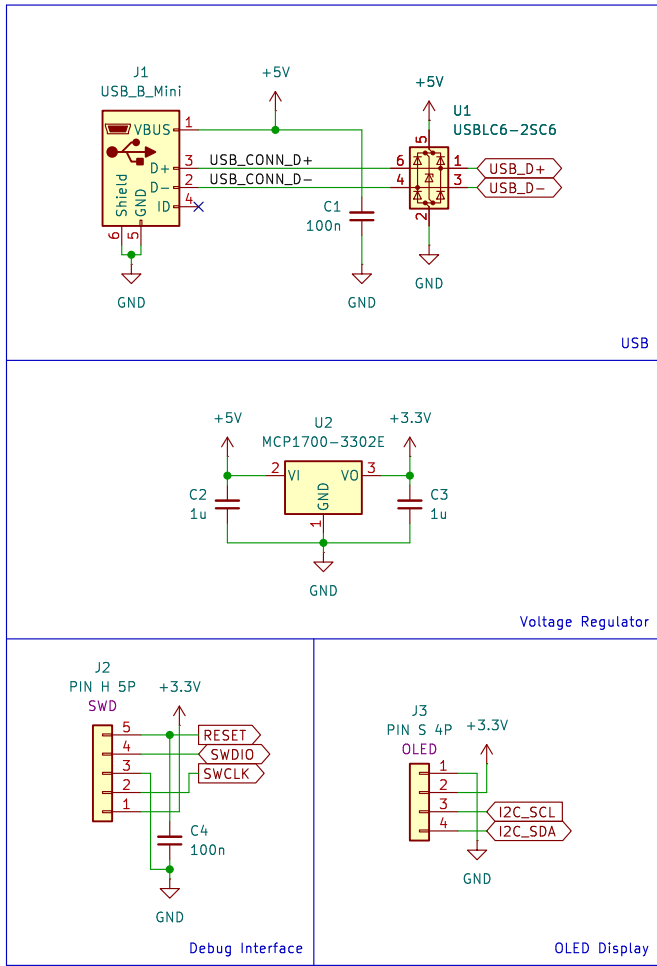 J1
USB_B_Mini
+5V
+5V
U1
USBLC6-2SC6
VBUS 1
5
USB_CONN_D+
D+ 3
6 1 USB_D+
USB_CONN_D-
D- 2
4 3 USB_D-
ID 4
Shield
GND
6
5
2
C1
100n
GND
GND
GND
USB
+5V
U2
+3.3V
MCP1700-3302E
2 VI VO 3
GND
1
C2
1u
C3
1u
GND
Voltage Regulator
J2
PIN H 5P
+3.3V
SWD
5 RESET
4 SWDIO
3 SWCLK
2
1
C4
100n
GND
Debug Interface
J3
PIN S 4P
+3.3V
OLED
1
2
3 I2C_SCL
4 I2C_SDA
GND
OLED Display